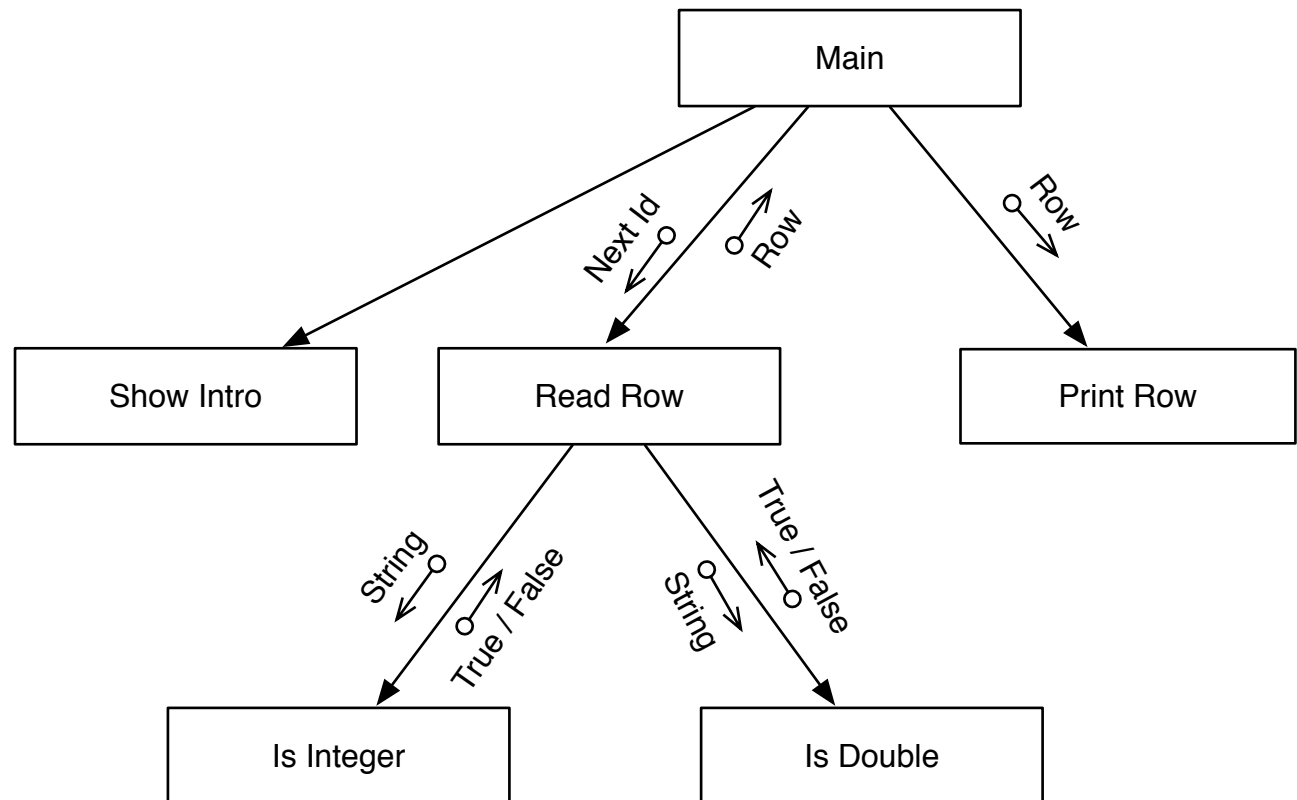 Main
Next Id
Row
Row
Show Intro
Read Row
Print Row
String
True / False
String
True / False
Is Integer
Is Double